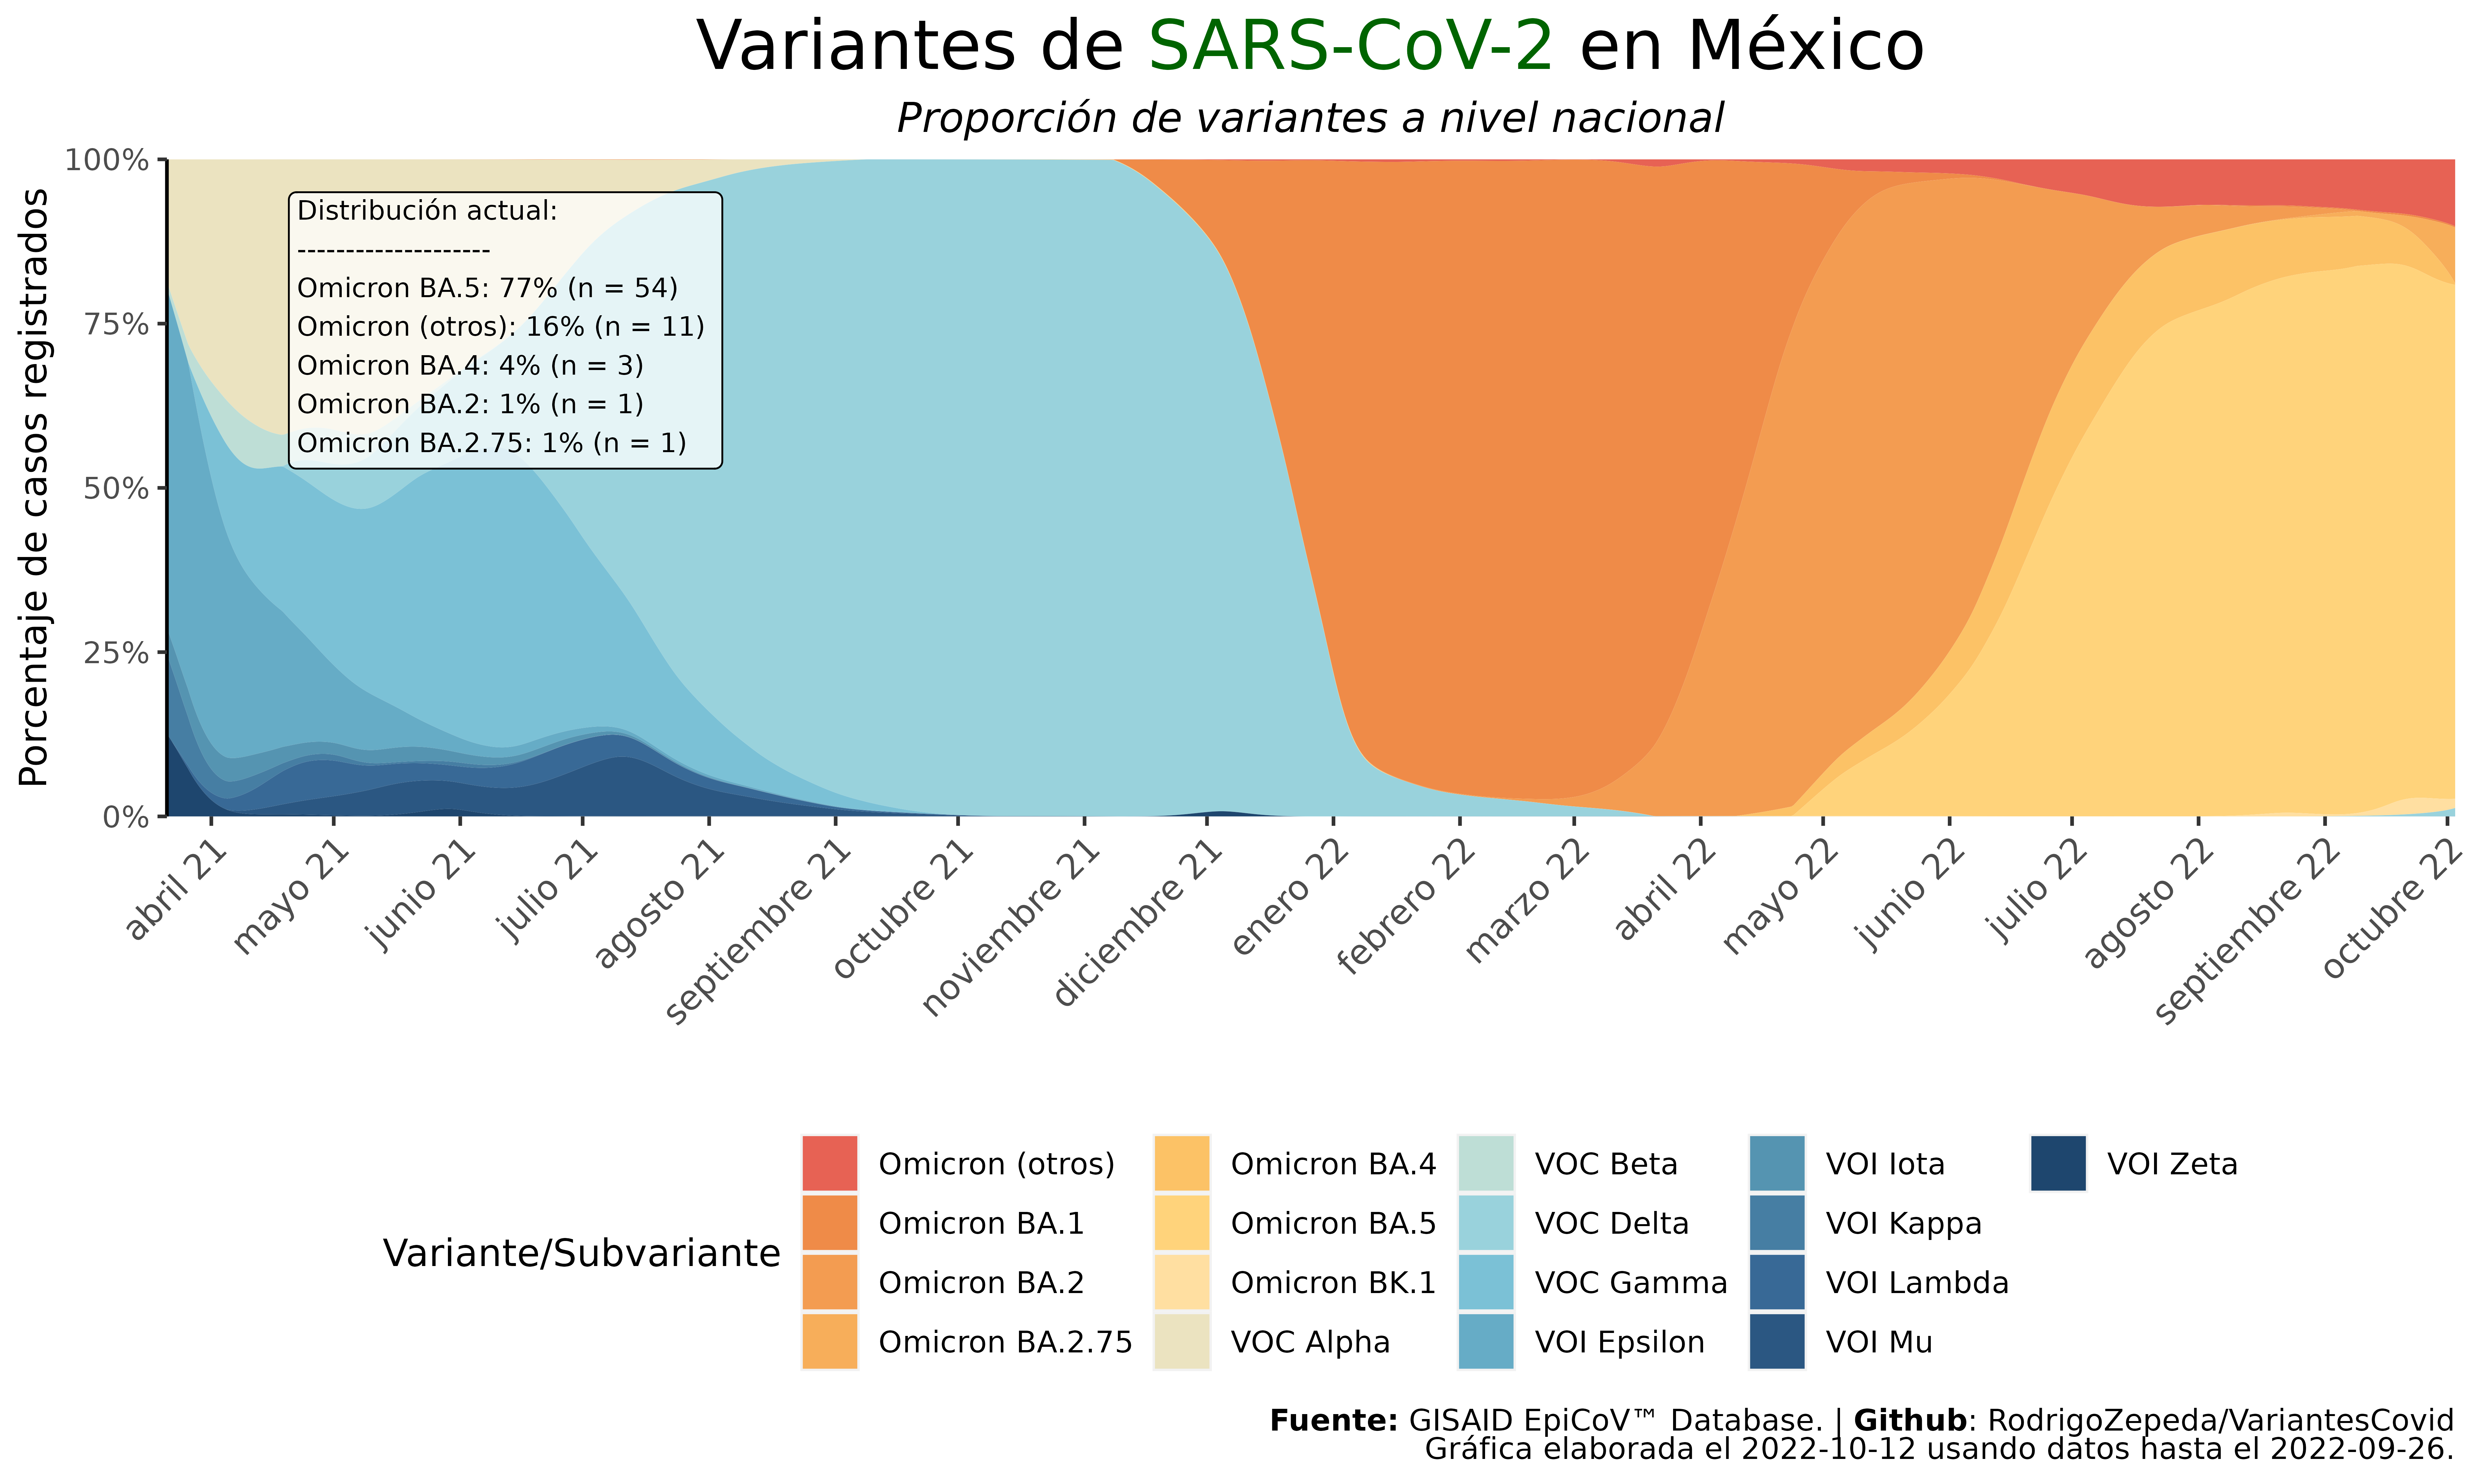 Variantes de SARS-CoV-2 en México
Proporción de variantes a nivel nacional
Porcentaje de casos registrados
100%
75%
50%
25%
0%
Distribución actual:
--------------------
Omicron BA.5: 77% (n = 54)
Omicron (otros): 16% (n = 11)
Omicron BA.4: 4% (n = 3)
Omicron BA.2: 1% (n = 1)
Omicron BA.2.75: 1% (n = 1)
abril 21
mayo 21
junio 21
julio 21
agosto 21
septiembre 21
octubre 21
noviembre 21
diciembre 21
enero 22
febrero 22
marzo 22
abril 22
mayo 22
junio 22
julio 22
agosto 22
septiembre 22
octubre 22
Variante/Subvariante
Omicron (otros)
Omicron BA.1
Omicron BA.2
Omicron BA.2.75
Omicron BA.4
Omicron BA.5
Omicron BK.1
VOC Alpha
VOC Beta
VOC Delta
VOC Gamma
VOI Epsilon
VOI Iota
VOI Kappa
VOI Lambda
VOI Mu
VOI Zeta
Fuente: GISAID EpiCoV™ Database. | Github: RodrigoZepeda/VariantesCovid
Gráfica elaborada el 2022-10-12 usando datos hasta el 2022-09-26.